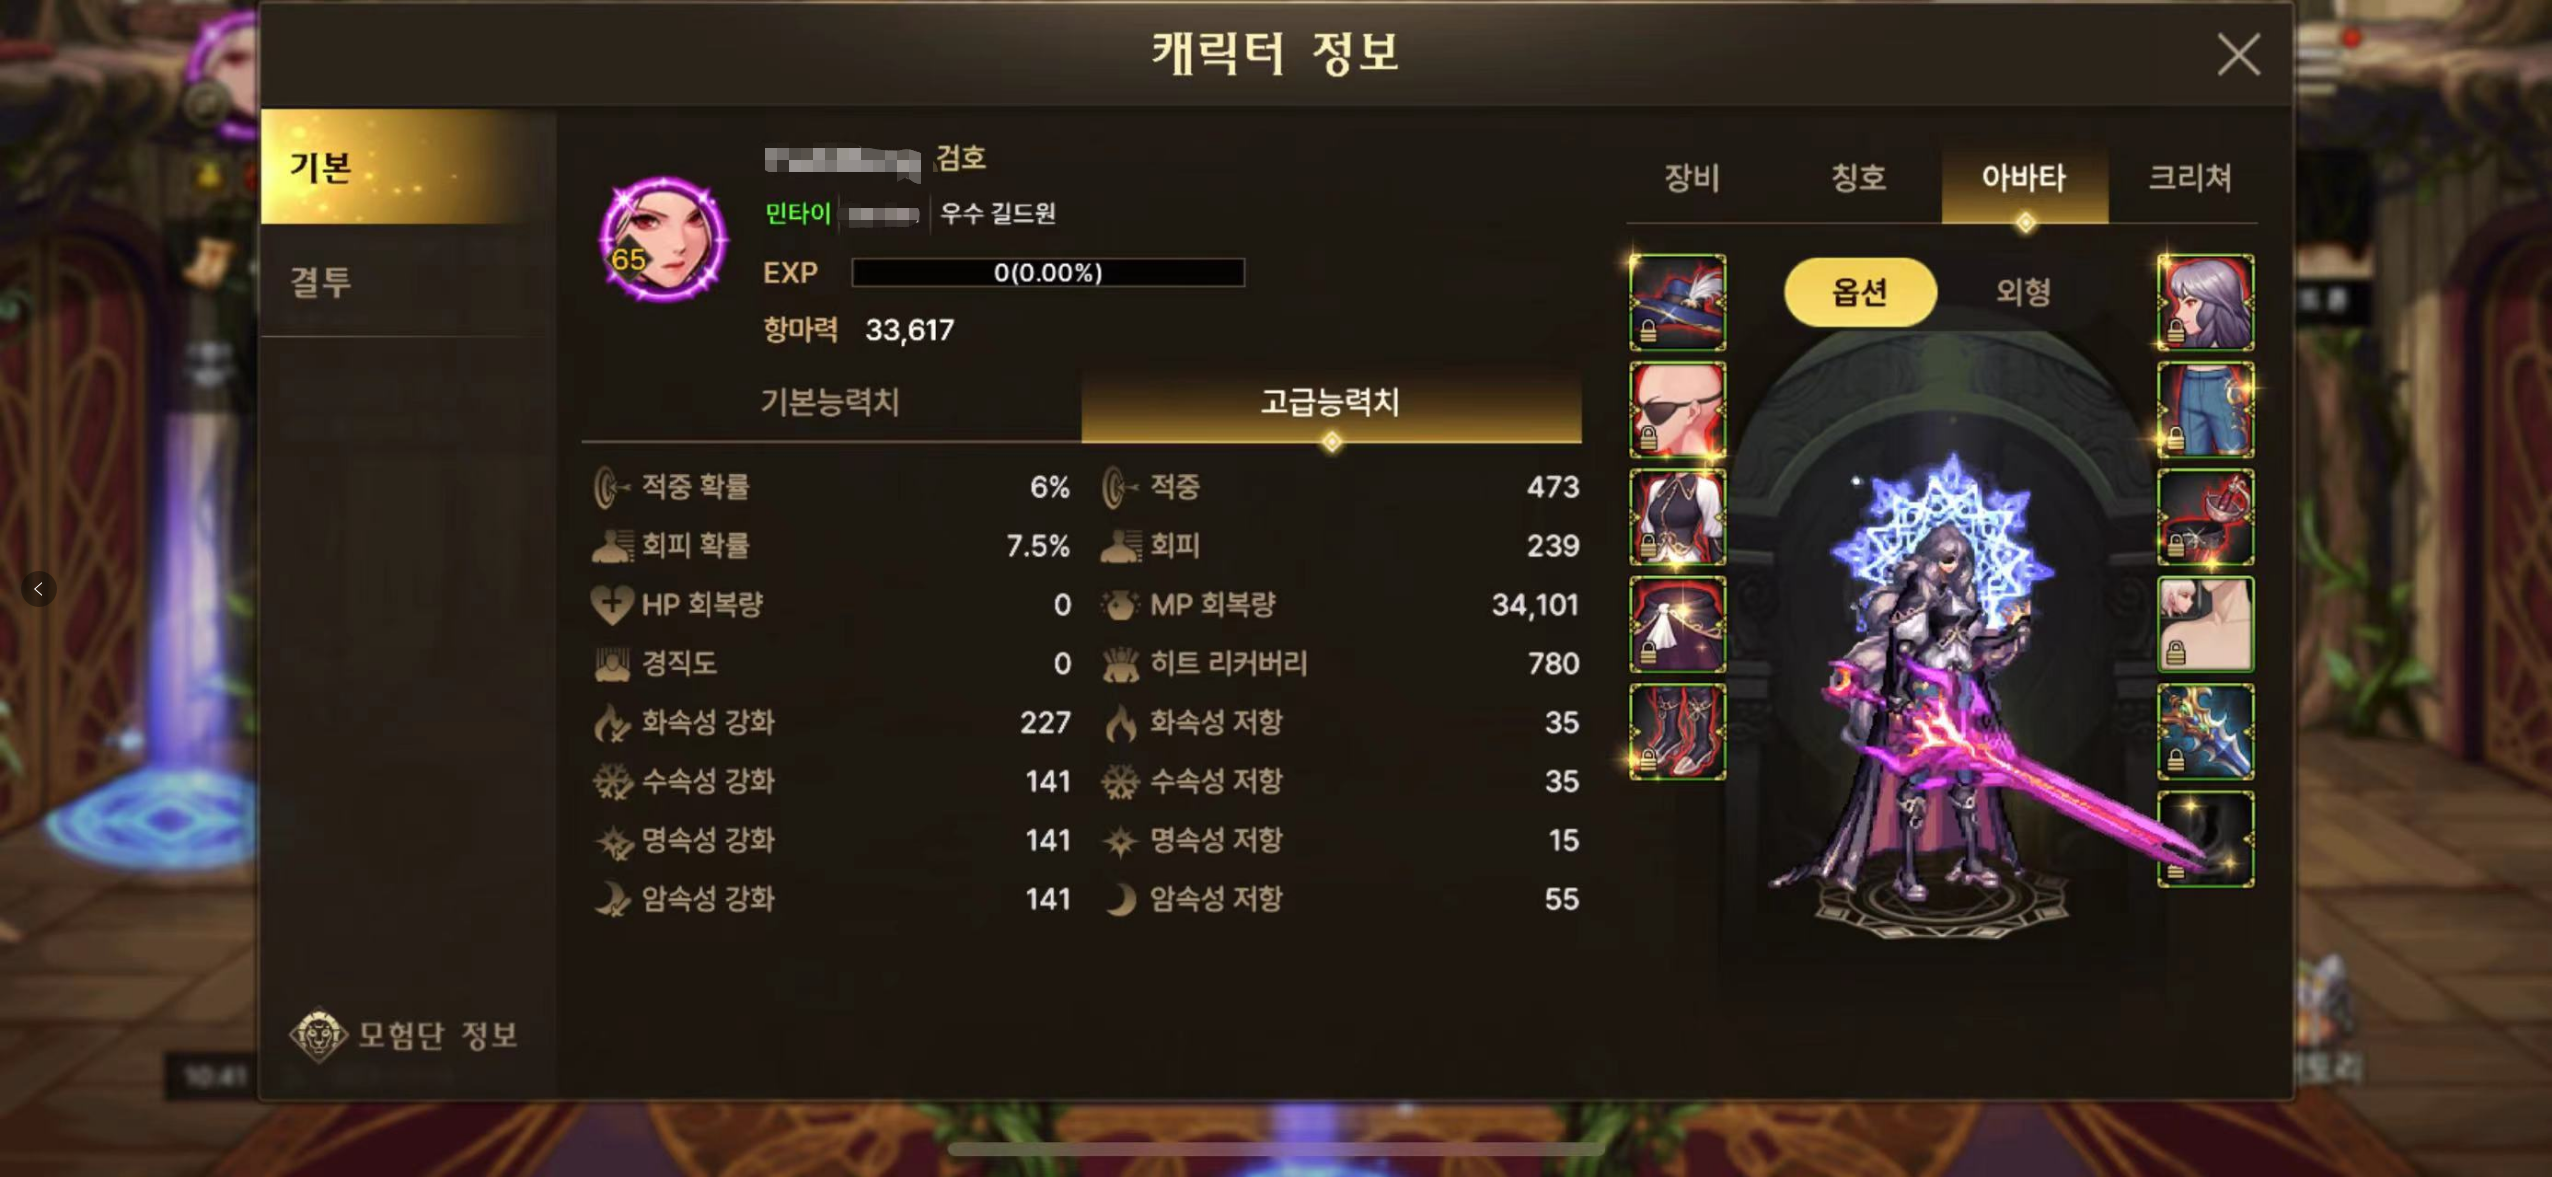 캐릭터 정보
기본
결투
모험단 정보
검호
민타이 우수 길드원
65
EXP 0(0.00%)
항마력 33,617
기본능력치 고급능력치
적중 확률 6% 적중 473
회피 확률 7.5% 회피 239
HP 회복량 0 MP 회복량 34,101
경직도 0 히트 리커버리 780
화속성 강화 227 화속성 저항 35
수속성 강화 141 수속성 저항 35
명속성 강화 141 명속성 저항 15
암속성 강화 141 암속성 저항 55
장비 칭호 아바타 크리쳐
옵션 외형
10:41
토리